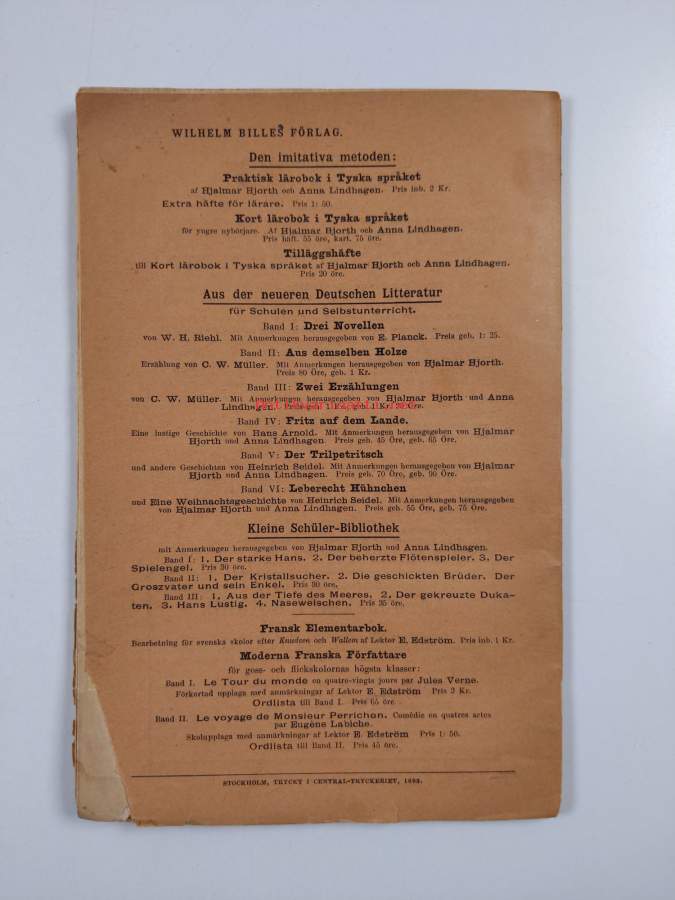 WILHELM BILLES FÖRLAG.
Den imitativa metoden:
Praktisk lärobok i Tyska språket
af Hjalmar Hjorth och Anna Lindhagen. Pris inb. 2 Kr.
Extra häfte för lärare. Pris 1: 50.
Kort lärobok i Tyska språket
för yngre nybörjare. Af Hjalmar Hjorth och Anna Lindhagen.
Pris häft. 55 öre, kart. 75 öre.
Tilläggshäfte
till Kort lärobok i Tyska språket af Hjalmar Hjorth och Anna Lindhagen.
Pris 20 öre.
Aus der neueren Deutschen Litteratur
für Schulen und Selbstunterricht.
Band I: Drei Novellen
von W. H. Riehl. Mit Anmerkungen herausgegeben von E. Planck. Preis geb. 1: 25.
Band II: Aus demselben Holze
Erzählung von C. W. Müller. Mit Anmerkungen herausgegeben von Hjalmar Hjorth.
Preis 80 Öre, geb. 1 Kr.
Band III: Zwei Erzählungen
von C. W. Müller. Mit Anmerkungen herausgegeben von Hjalmar Hjorth und Anna
Lindhagen. Preis geb. 1 Kr. Öre.
Band IV: Fritz auf dem Lande.
Eine lustige Geschichte von Hans Arnold. Mit Anmerkungen herausgegeben von Hjalmar
Hjorth und Anna Lindhagen. Preis geh. 45 Öre, geb. 65 Öre.
Band V: Der Trilpetritsch
und andere Geschichten von Heinrich Seidel. Mit Anmerkungen herausgegeben von Hjalmar
Hjorth und Anna Lindhagen. Preis geh. 70 Öre, geb. 90 Öre.
Band VI: Leberecht Hühnchen
und Eine Weihnachtsgeschichte von Heinrich Seidel. Mit Anmerkungen herausgegeben
von Hjalmar Hjorth und Anna Lindhagen. Preis geh. 55 Öre, geb. 75 Öre.
Kleine Schüler-Bibliothek
mit Anmerkungen herausgegeben von Hjalmar Hjorth und Anna Lindhagen.
Band I: 1. Der starke Hans. 2. Der beherzte Flötenspieler. 3. Der
Spielengel. Pris 30 öre.
Band II: 1. Der Kristallsucher. 2. Die geschickten Brüder. Der
Groszvater und sein Enkel. Pris 30 öre.
Band III: 1. Aus der Tiefe des Meeres. 2. Der gekreuzte Duka-
ten. 3. Hans Lustig. 4. Naseweischen. Pris 35 öre.
Fransk Elementarbok.
Bearbetning för svenska skolor efter Knudsen och Wallem af Lektor E. Edström. Pris inb. 1 Kr.
Moderna Franska Författare
för goss- och flickskolornas högsta klasser:
Band I. Le Tour du monde en quatre-vingts jours par Jules Verne.
Förkortad upplaga med anmärkningar af Lektor E. Edström Pris 2 Kr.
Ordlista till Band I. Pris 65 öre.
Band II. Le voyage de Monsieur Perrichon. Comédie en quatres actes
par Eugène Labiche.
Skolupplaga med anmärkningar af Lektor E. Edström Pris 1: 50.
Ordlista till Band II. Pris 45 öre.
STOCKHOLM, TRYCKT I CENTRAL-TRYCKERIET, 1893.